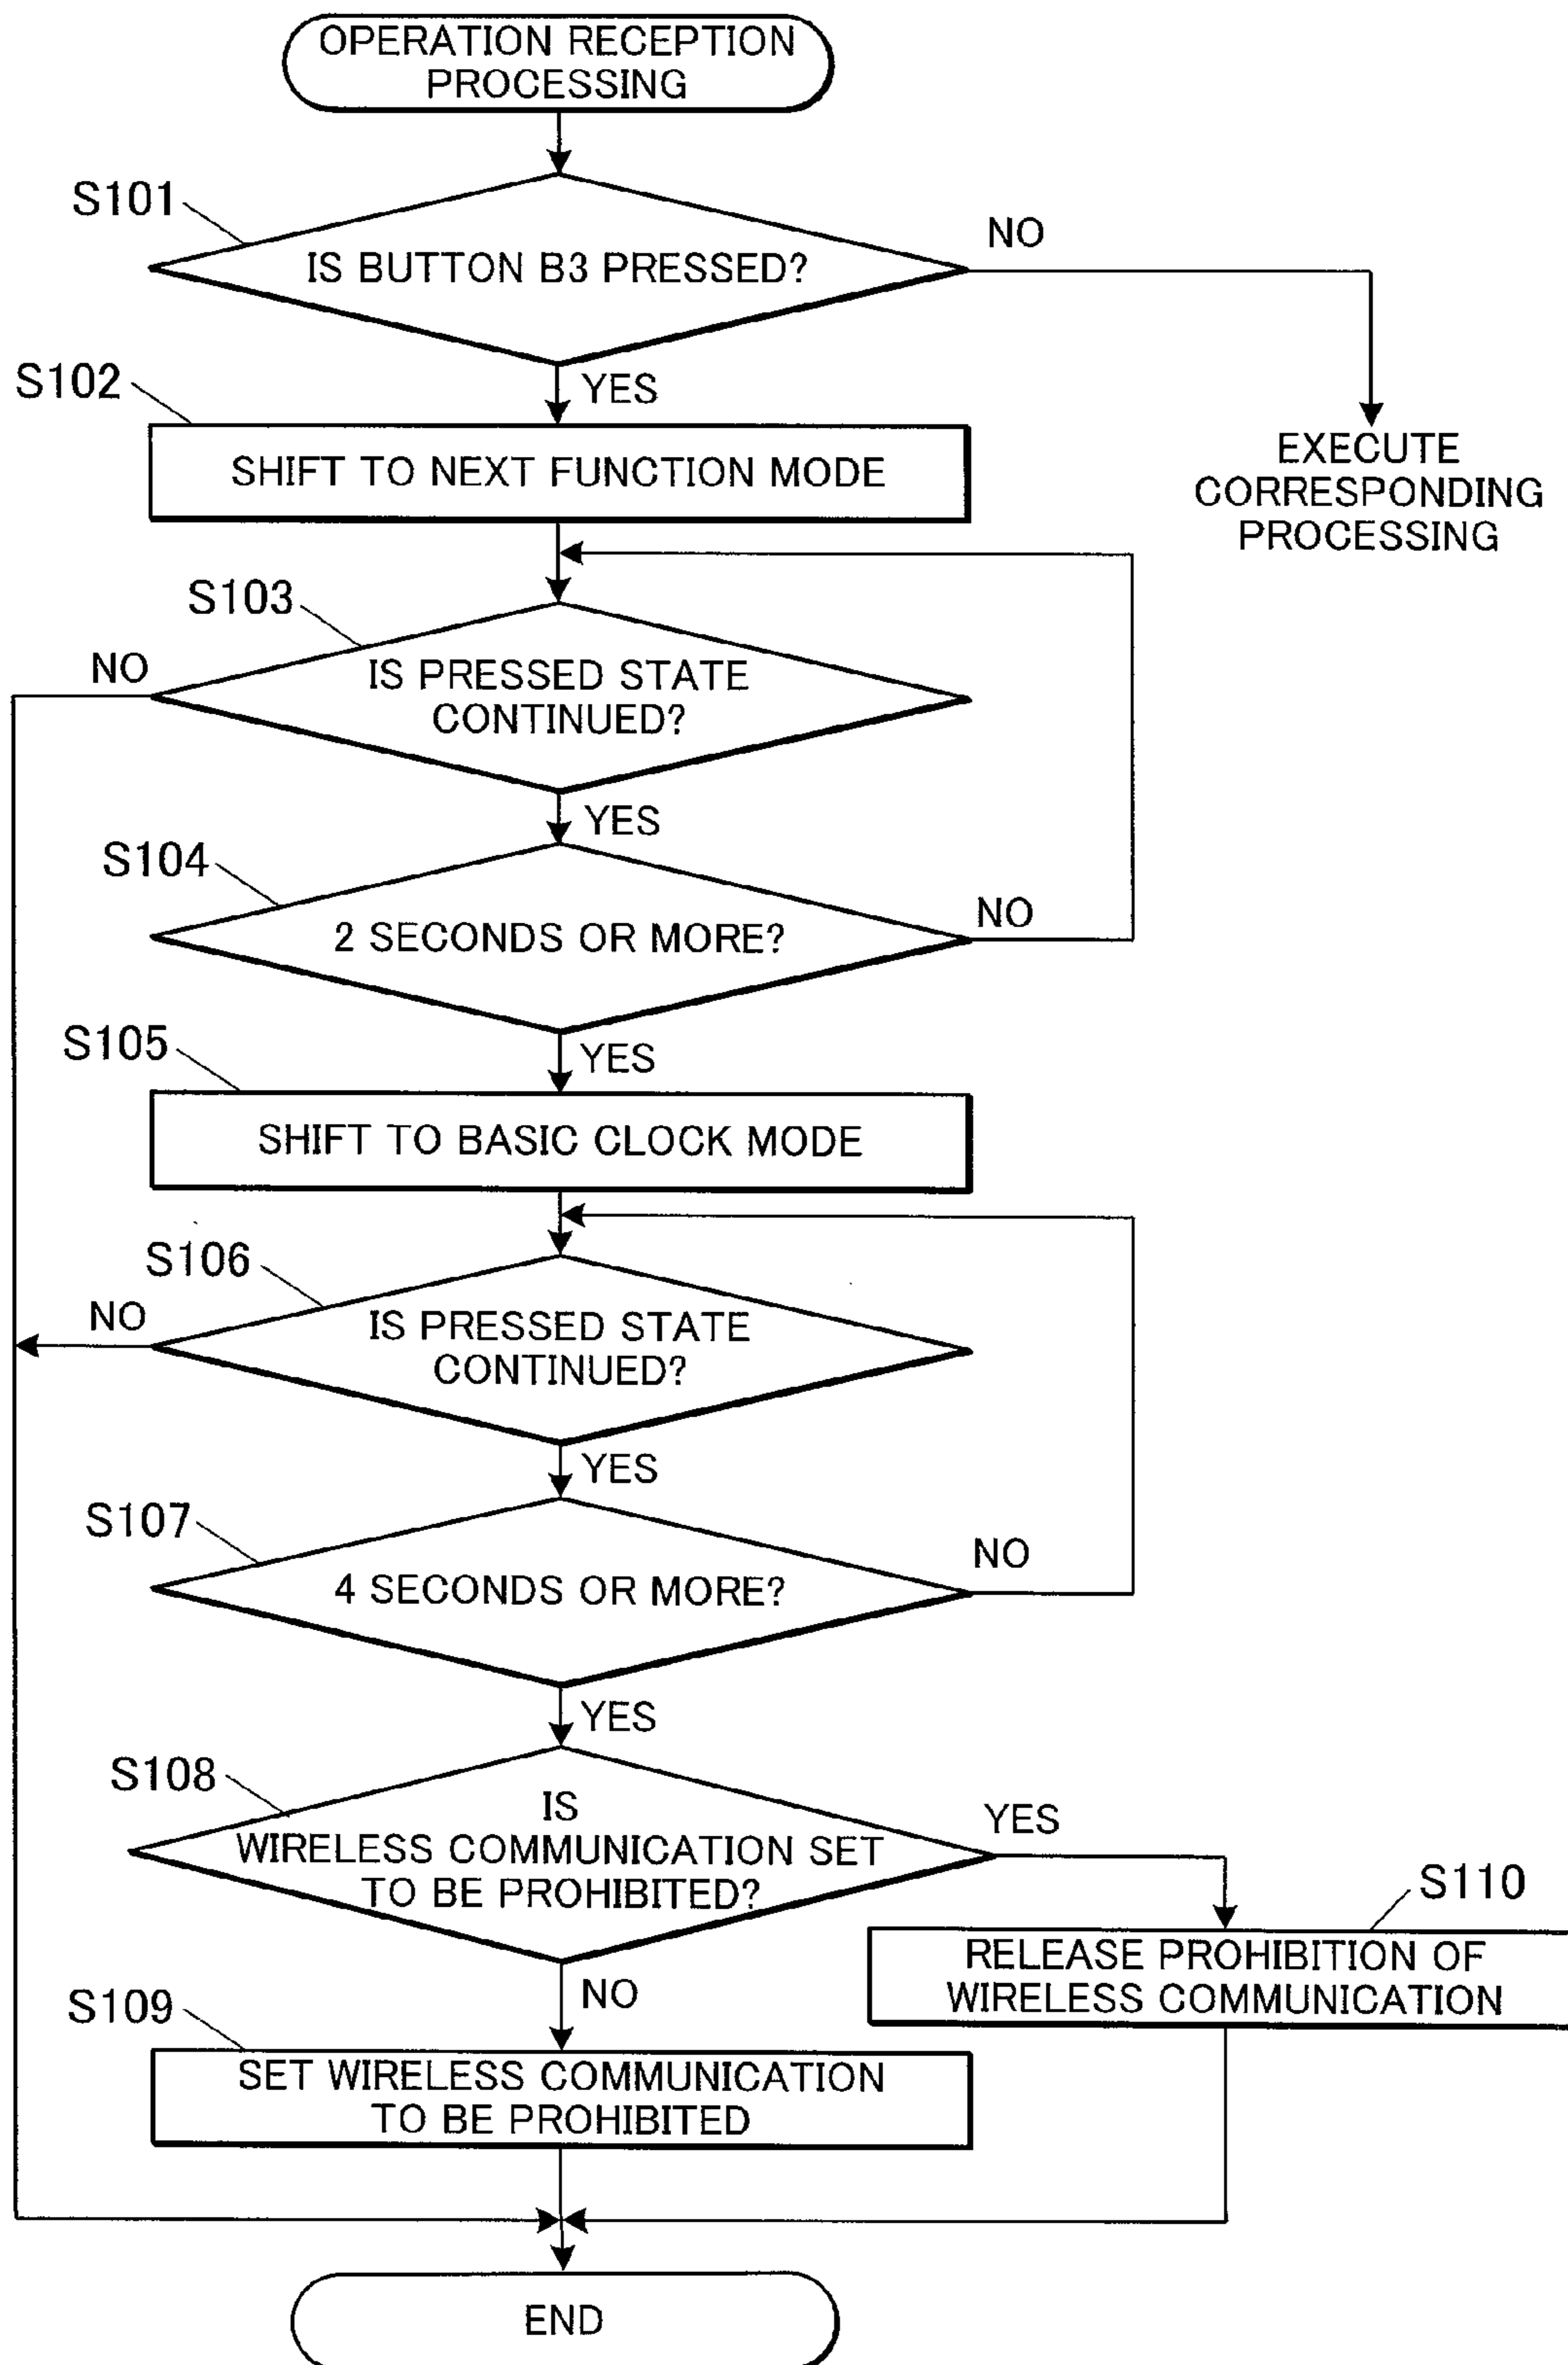 OPERATION RECEPTION
PROCESSING
S101
IS BUTTON B3 PRESSED?
NO
YES
EXECUTE
CORRESPONDING
PROCESSING
S102
SHIFT TO NEXT FUNCTION MODE
S103
IS PRESSED STATE
CONTINUED?
NO
YES
S104
2 SECONDS OR MORE?
NO
YES
S105
SHIFT TO BASIC CLOCK MODE
S106
IS PRESSED STATE
CONTINUED?
NO
YES
S107
4 SECONDS OR MORE?
NO
YES
S108
IS
WIRELESS COMMUNICATION SET
TO BE PROHIBITED?
YES
S110
RELEASE PROHIBITION OF
WIRELESS COMMUNICATION
NO
S109
SET WIRELESS COMMUNICATION
TO BE PROHIBITED
END